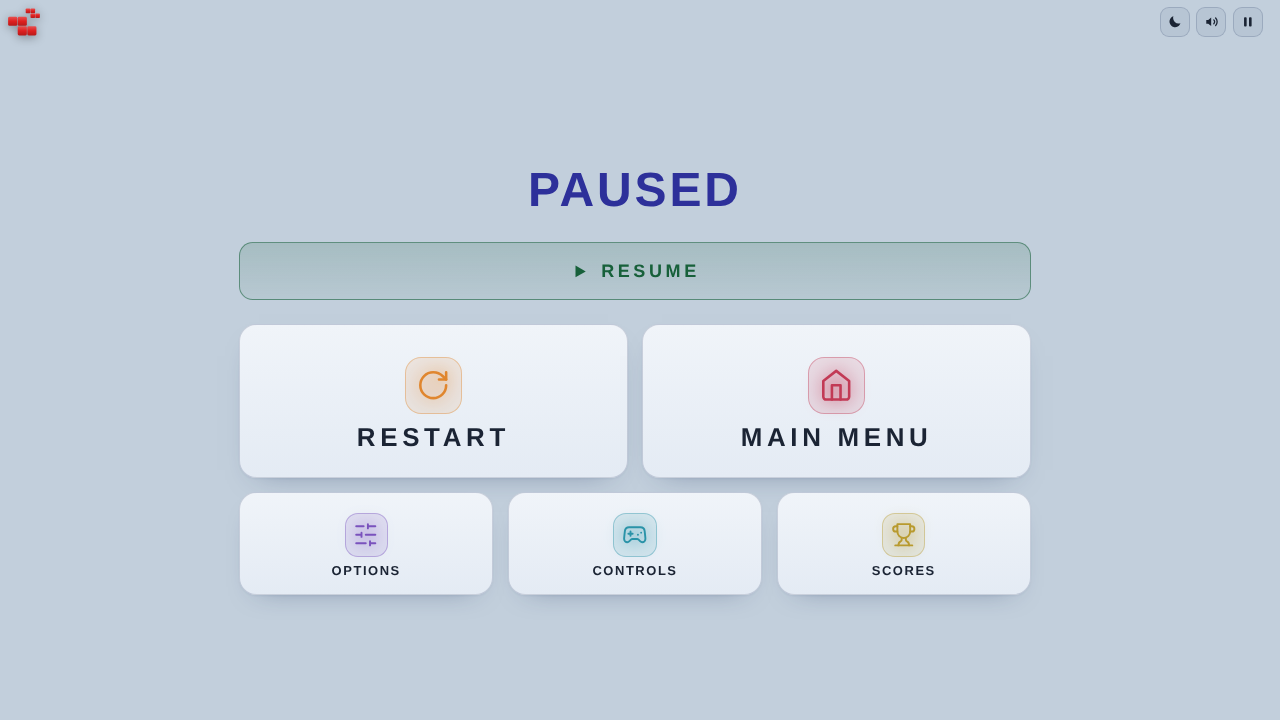 PAUSED
RESUME
RESTART
MAIN MENU
OPTIONS
CONTROLS
SCORES